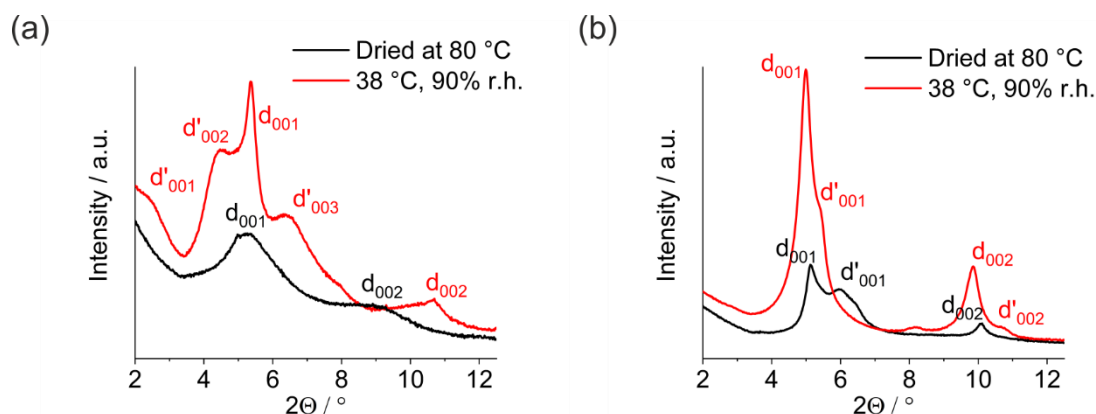 (a)
Dried at 80 °C
38 °C, 90% r.h.
d001
d'002
d'001
d'003
d001
d002
d002
Intensity / a.u.
2 4 6 8 10 12
2Θ / °
(b)
Dried at 80 °C
38 °C, 90% r.h.
d001
d'001
d001
d'001
d002
d002
d'002
Intensity / a.u.
2 4 6 8 10 12
2Θ / °